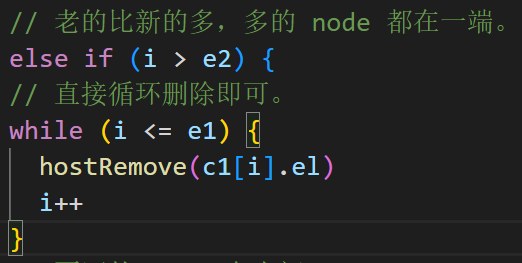 // 老的比新的多，多的 node 都在一端。
else if (i > e2) {
// 直接循环删除即可。
while (i <= e1) {
hostRemove(c1[i].el)
i++
}